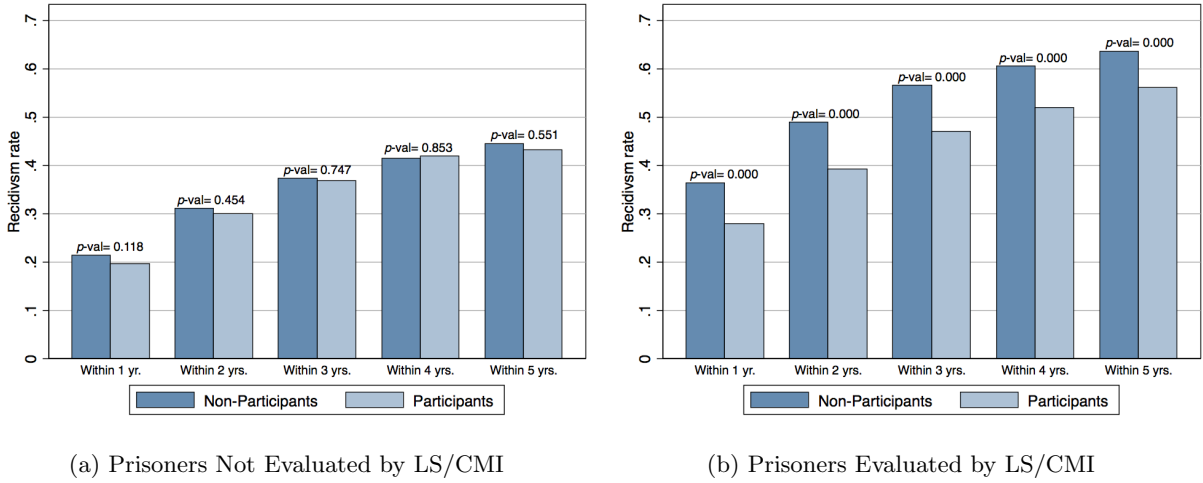 Recidivsm rate
.7
.6
.5
.4
.3
.2
.1
0
p-val= 0.118
p-val= 0.454
p-val= 0.747
p-val= 0.853
p-val= 0.551
Within 1 yr.
Within 2 yrs.
Within 3 yrs.
Within 4 yrs.
Within 5 yrs.
Non-Participants
Participants
(a) Prisoners Not Evaluated by LS/CMI
Recidivsm rate
.7
.6
.5
.4
.3
.2
.1
0
p-val= 0.000
p-val= 0.000
p-val= 0.000
p-val= 0.000
p-val= 0.000
Within 1 yr.
Within 2 yrs.
Within 3 yrs.
Within 4 yrs.
Within 5 yrs.
Non-Participants
Participants
(b) Prisoners Evaluated by LS/CMI